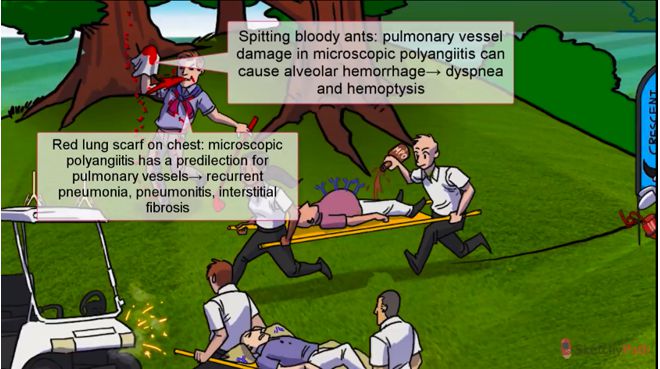 Spitting bloody ants: pulmonary vessel
damage in microscopic polyangiitis can
cause alveolar hemorrhage→ dyspnea
and hemoptysis
Red lung scarf on chest: microscopic
polyangiitis has a predilection for
pulmonary vessels→ recurrent
pneumonia, pneumonitis, interstitial
fibrosis
CRESCENT
SketchyPath